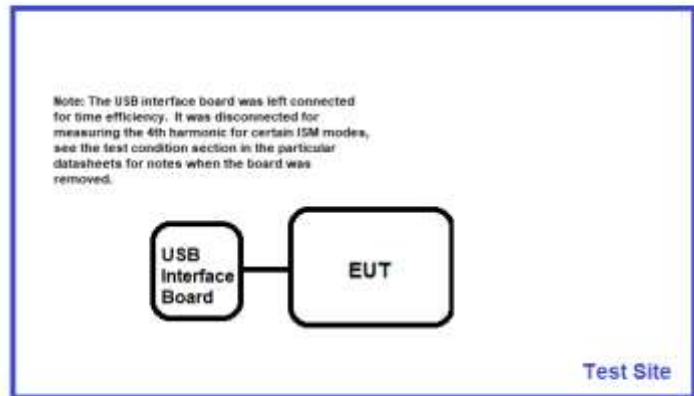 Note: The USB interface board was left connected
for time efficiency.  It was disconnected for
measuring the 4th harmonic for certain ISM modes,
see the test condition section in the particular
datasheets for notes when the board was
removed.
USB
Interface
Board
EUT
Test Site